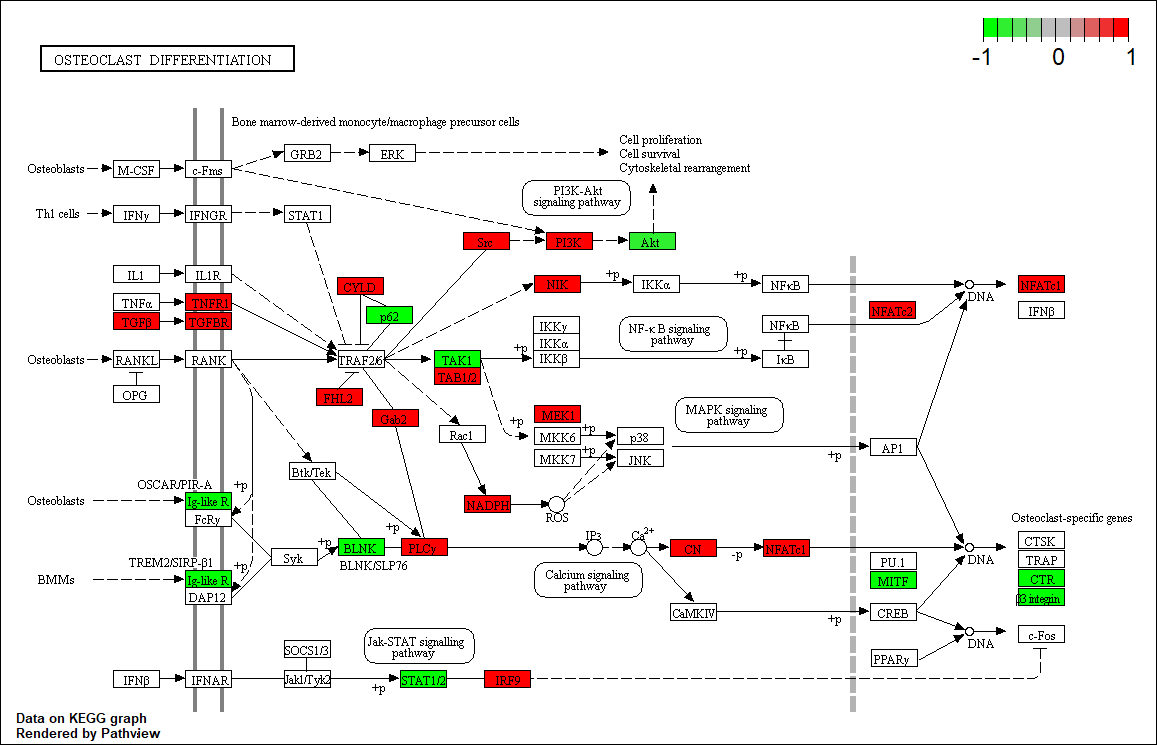 -1 0 1
OSTEOCLAST DIFFERENTIATION
Bone marrow-derived monocyte/macrophage precursor cells
Osteoblasts
M-CSF
c-Fms
GRB2
ERK
Cell proliferation
Cell survival
Cytoskeletal rearrangement
PI3K-Akt
signaling pathway
Th1 cells
IFNγ
IFNGR
STAT1
Src
PI3K
Akt
IL1
IL1R
TNFα
TNFR1
TGFβ
TGFBR
CYLD
p62
NIK
+p
IKKα
+p
NFκB
NFATc2
DNA
NFATc1
IFNβ
IKKγ
IKKα
IKKβ
NF-κ B signaling
pathway
NFκB
IκB
Osteoblasts
RANKL
RANK
TRAF2/6
TAK1
TAB1/2
+p
+p
OPG
FHL2
Gab2
Rac1
+p
MEK1
MKK6
+p
p38
MKK7
+p
JNK
MAPK signaling
pathway
+p
AP1
Btk/Tek
OSCAR/PIR-A
+p
Osteoblasts
Ig-like R
FcRγ
NADPH
ROS
Syk
+p
BLNK
BLNK/SLP76
+p
PLCγ
IP3
Ca2+
CN
-p
NFATc1
DNA
Osteoclast-specific genes
CTSK
TRAP
CTR
β3 integrin
PU.1
MITF
TREM2/SIRP-β1
+p
BMMs
Ig-like R
DAP12
Calcium signaling
pathway
CaMKIV
+p
CREB
DNA
c-Fos
PPARγ
SOCS1/3
Jak-STAT signalling
pathway
IFNβ
IFNAR
Jak1/Tyk2
+p
STAT1/2
IRF9
Data on KEGG graph
Rendered by Pathview